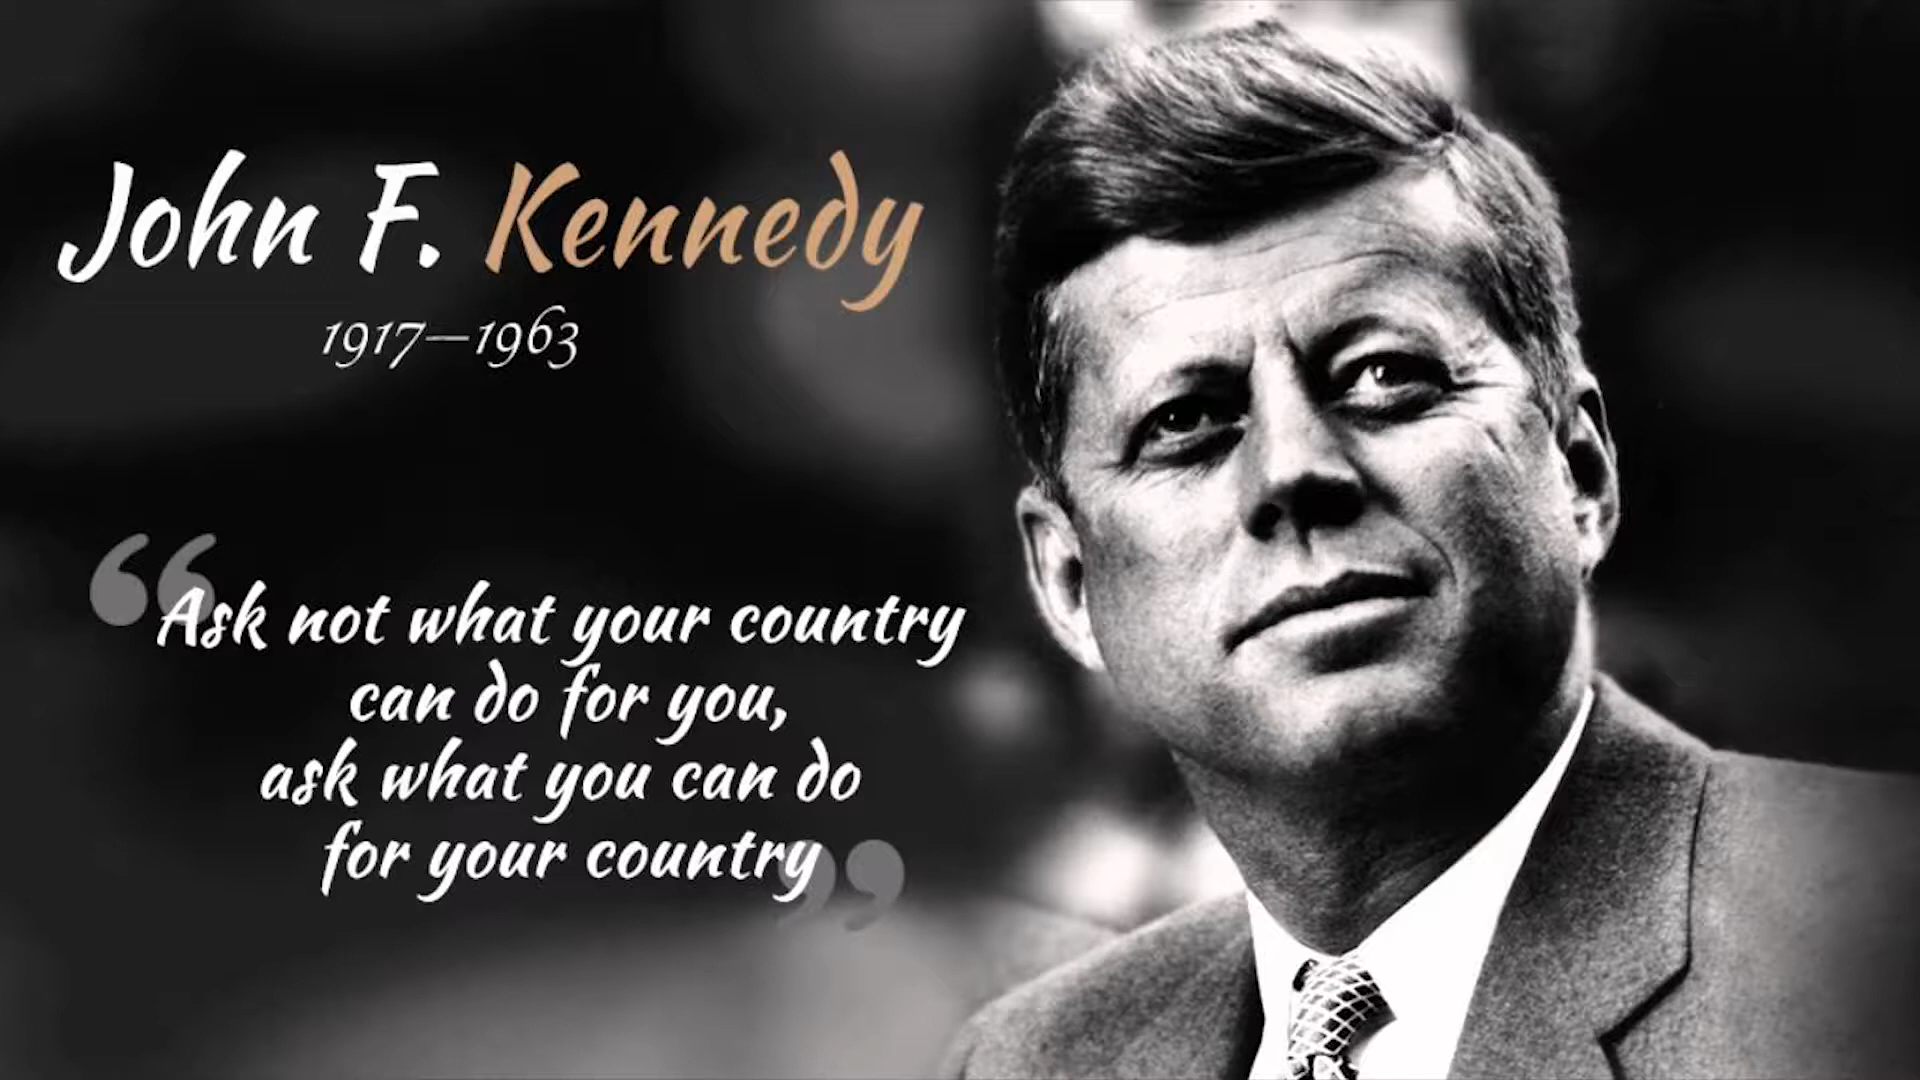 John F. Kennedy
1917—1963
“Ask not what your country
can do for you,
ask what you can do
for your country”